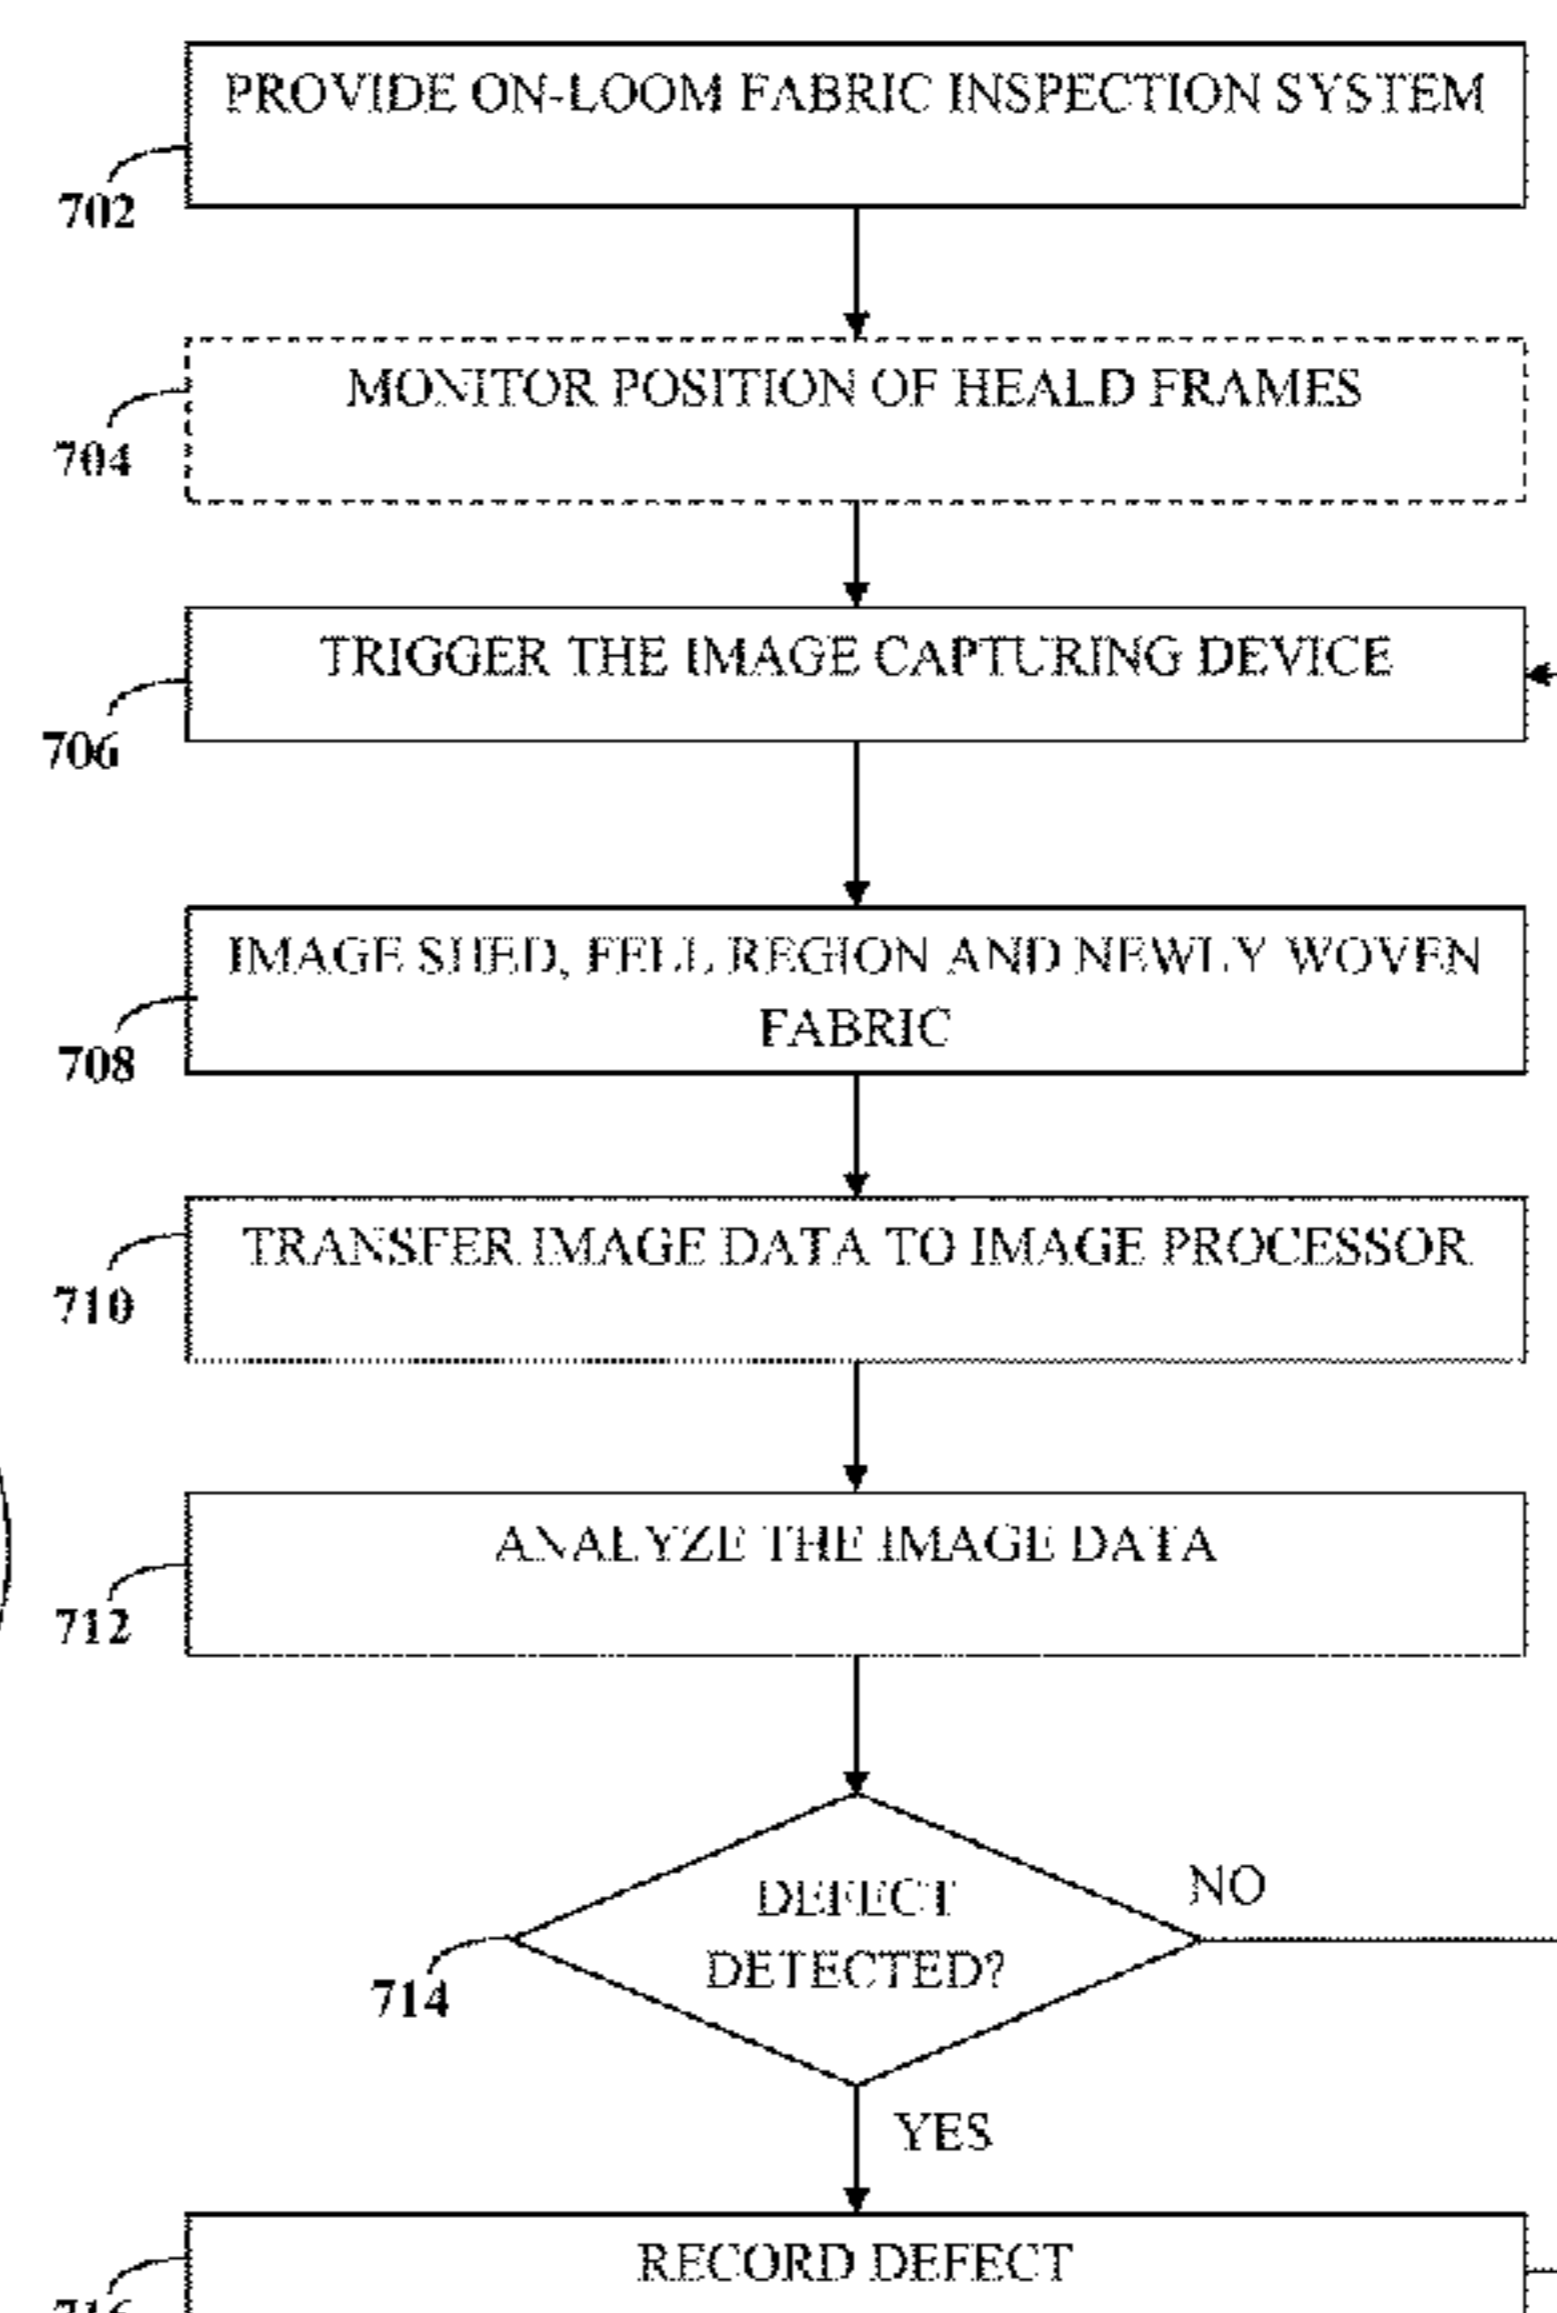 PROVIDE ON-LOOM FABRIC INSPECTION SYSTEM
702
MONITOR POSITION OF HEALD FRAMES
704
TRIGGER THE IMAGE CAPTURING DEVICE
706
IMAGE SHED, FELL REGION AND NEWLY WOVEN
FABRIC
708
TRANSFER IMAGE DATA TO IMAGE PROCESSOR
710
ANALYZE THE IMAGE DATA
712
DEFECT
DETECTED?
NO
714
YES
RECORD DEFECT
716